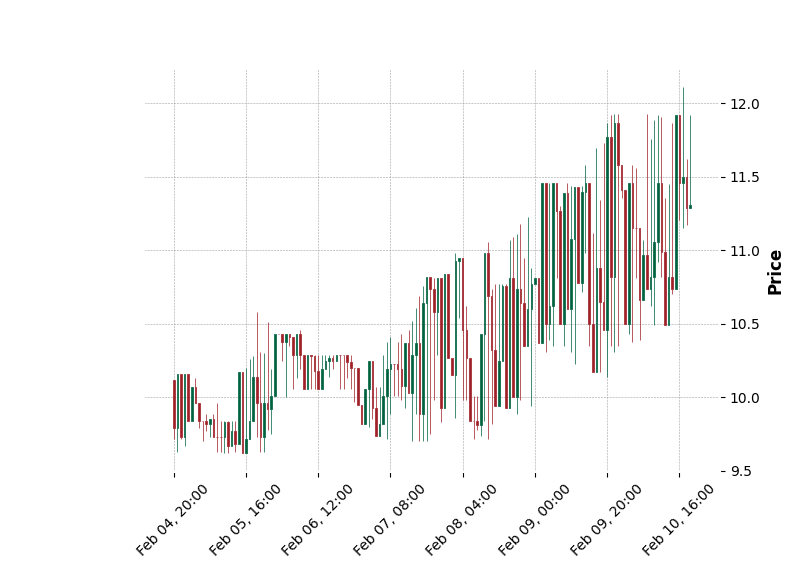 12.0
11.5
11.0
10.5
10.0
9.5
Price
Feb 04, 20:00
Feb 05, 16:00
Feb 06, 12:00
Feb 07, 08:00
Feb 08, 04:00
Feb 09, 00:00
Feb 09, 20:00
Feb 10, 16:00